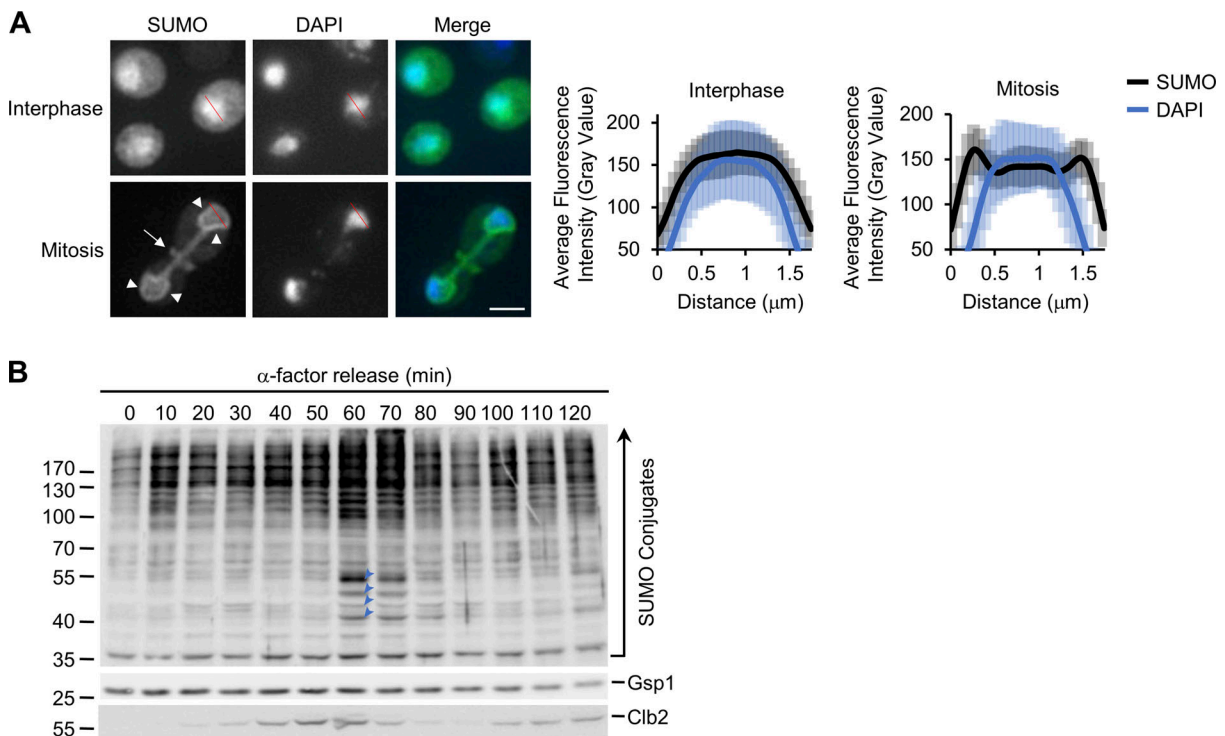 A
SUMO DAPI Merge
Interphase
Mitosis
Average Fluorescence
Intensity (Gray Value)
Interphase
200
150
100
50
0 0.5 1 1.5
Distance (μm)
Average Fluorescence
Intensity (Gray Value)
Mitosis
200
150
100
50
0 0.5 1 1.5
Distance (μm)
SUMO
DAPI
B
α-factor release (min)
0 10 20 30 40 50 60 70 80 90 100 110 120
170
130
100
70
55
40
35
SUMO Conjugates
25
Gsp1
55
Clb2